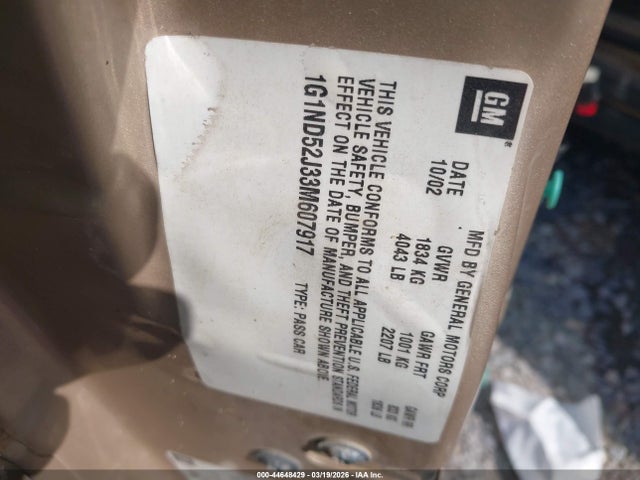 GM
MFD BY GENERAL MOTORS CORP
DATE GVWR GAWR FRT GAWR RR
10/02 1834 KG 1001 KG
4043 LB 2207 LB
THIS VEHICLE CONFORMS TO ALL APPLICABLE U.S. FEDERAL MOTOR
VEHICLE SAFETY, BUMPER, AND THEFT PREVENTION STANDARDS IN
EFFECT ON THE DATE OF MANUFACTURE SHOWN ABOVE.
1G1ND52J33M607917 TYPE: PASS CAR
000-44648429 - 03/19/2026 - IAA Inc.